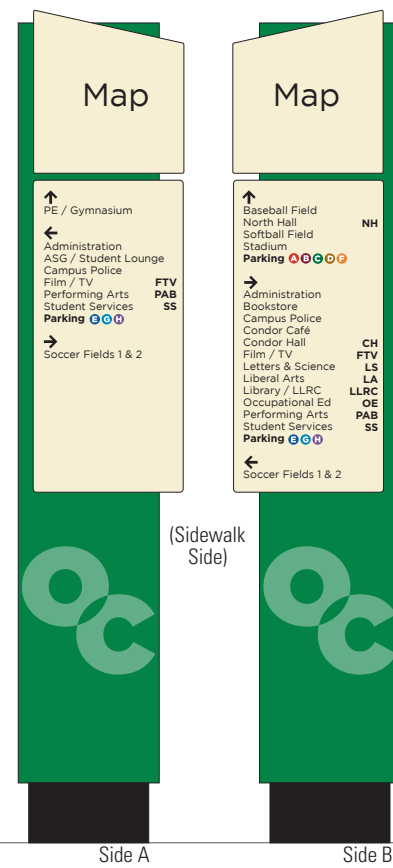 Map
↑
PE / Gymnasium
←
Administration
ASG / Student Lounge
Campus Police
Film / TV FTV
Performing Arts PAB
Student Services SS
Parking E G H
→
Soccer Fields 1 & 2
OC
Side A
(Sidewalk
Side)
Map
↑
Baseball Field
North Hall NH
Softball Field
Stadium
Parking A B C D F
→
Administration
Bookstore
Campus Police
Condor Café
Condor Hall CH
Film / TV FTV
Letters & Science LS
Liberal Arts LA
Library / LLRC LLRC
Occupational Ed OE
Performing Arts PAB
Student Services SS
Parking E G H
←
Soccer Fields 1 & 2
OC
Side B